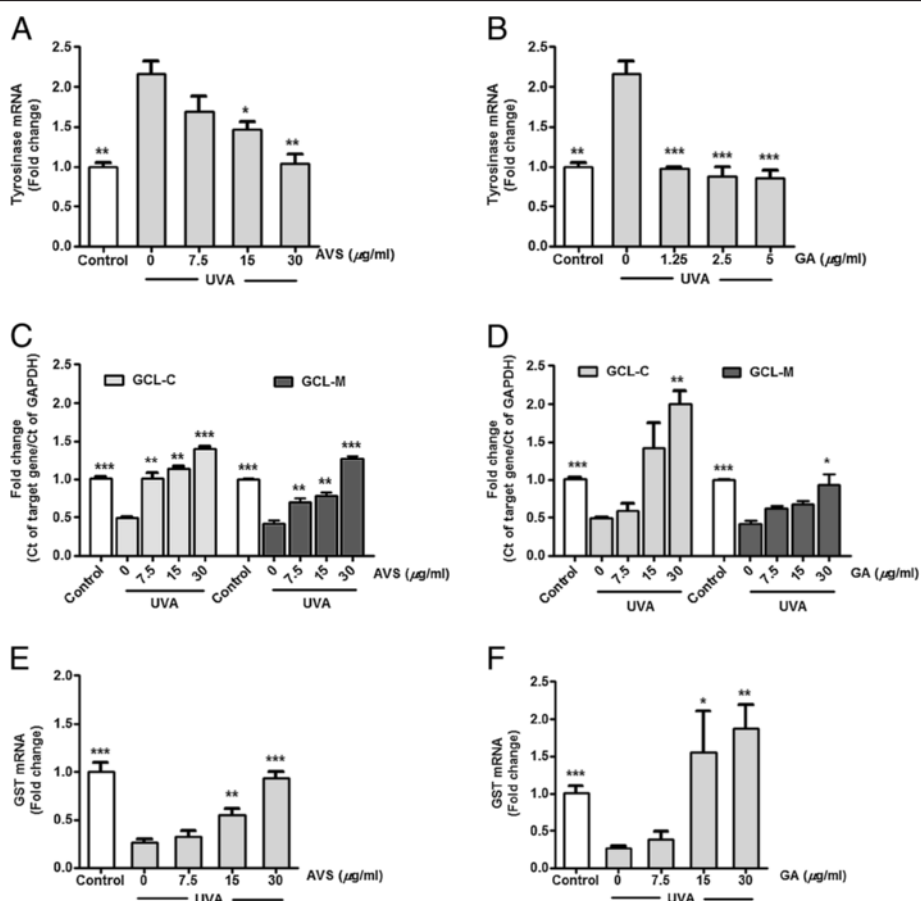 A
Tyrosinase mRNA
(Fold change)
2.5
2.0
1.5
1.0
0.5
0.0
**
*
**
Control
0
7.5
15
30
AVS (µg/ml)
UVA
B
Tyrosinase mRNA
(Fold change)
2.5
2.0
1.5
1.0
0.5
0.0
**
***
***
***
Control
0
1.25
2.5
5
GA (µg/ml)
UVA
C
Fold change
(Ct of target gene/Ct of GAPDH)
2.5
2.0
1.5
1.0
0.5
0.0
GCL-C
GCL-M
***
**
**
***
***
**
**
***
Control
0
7.5
15
30
Control
0
7.5
15
30
AVS (µg/ml)
UVA
UVA
D
Fold change
(Ct of target gene/Ct of GAPDH)
2.5
2.0
1.5
1.0
0.5
0.0
GCL-C
GCL-M
***
**
***
*
Control
0
7.5
15
30
Control
0
7.5
15
30
GA (µg/ml)
UVA
UVA
E
GST mRNA
(Fold change)
2.0
1.5
1.0
0.5
0.0
***
**
***
Control
0
7.5
15
30
AVS (µg/ml)
UVA
F
GST mRNA
(Fold change)
2.5
2.0
1.5
1.0
0.5
0.0
***
*
**
Control
0
7.5
15
30
GA (µg/ml)
UVA